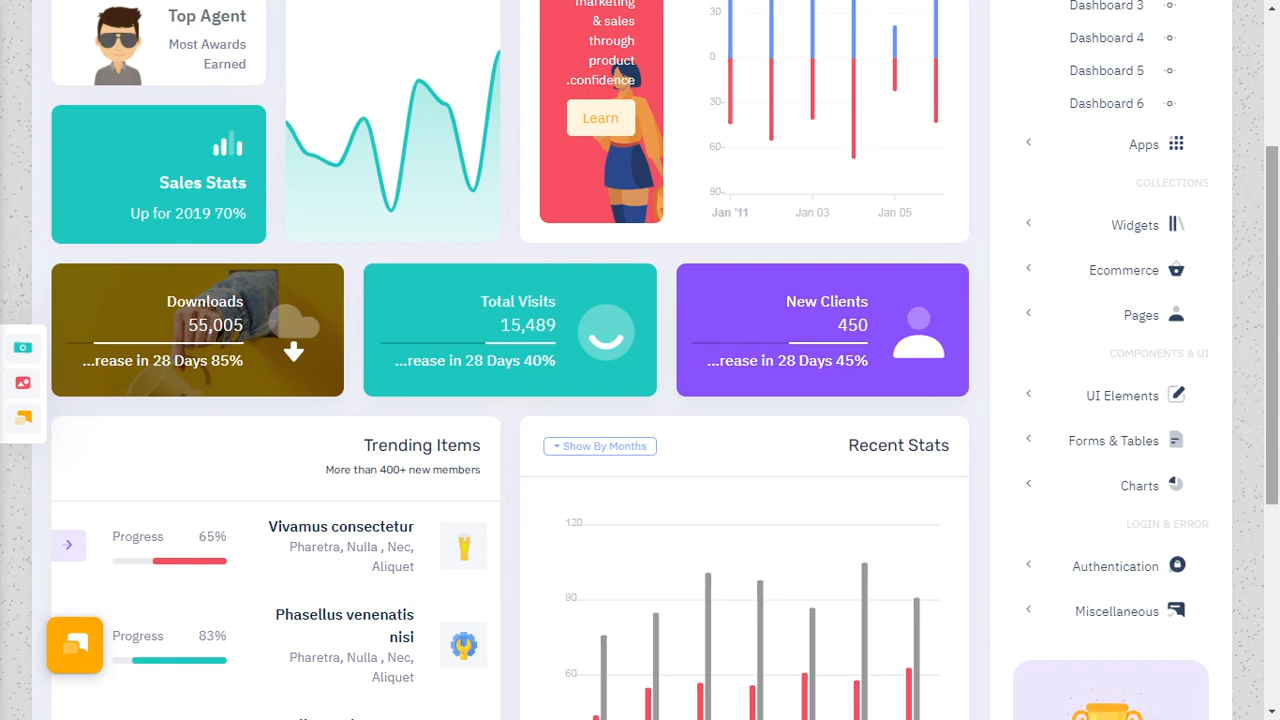 Top Agent
Most Awards
Earned
Sales Stats
Up for 2019 70%
marketing
& sales
through
product
.confidence
Learn
30
0
30-
60-
90-
Jan '11
Jan 03
Jan 05
Downloads
55,005
...rease in 28 Days 85%
Total Visits
15,489
...rease in 28 Days 40%
New Clients
450
...rease in 28 Days 45%
Trending Items
More than 400+ new members
Vivamus consectetur
Pharetra, Nulla , Nec,
Aliquet
Progress 65%
Phasellus venenatis
nisi
Pharetra, Nulla , Nec,
Aliquet
Progress 83%
Recent Stats
Show By Months
120
90
60
Dashboard 3
Dashboard 4
Dashboard 5
Dashboard 6
Apps
COLLECTIONS
Widgets
Ecommerce
Pages
COMPONENTS & UI
UI Elements
Forms & Tables
Charts
LOGIN & ERROR
Authentication
Miscellaneous